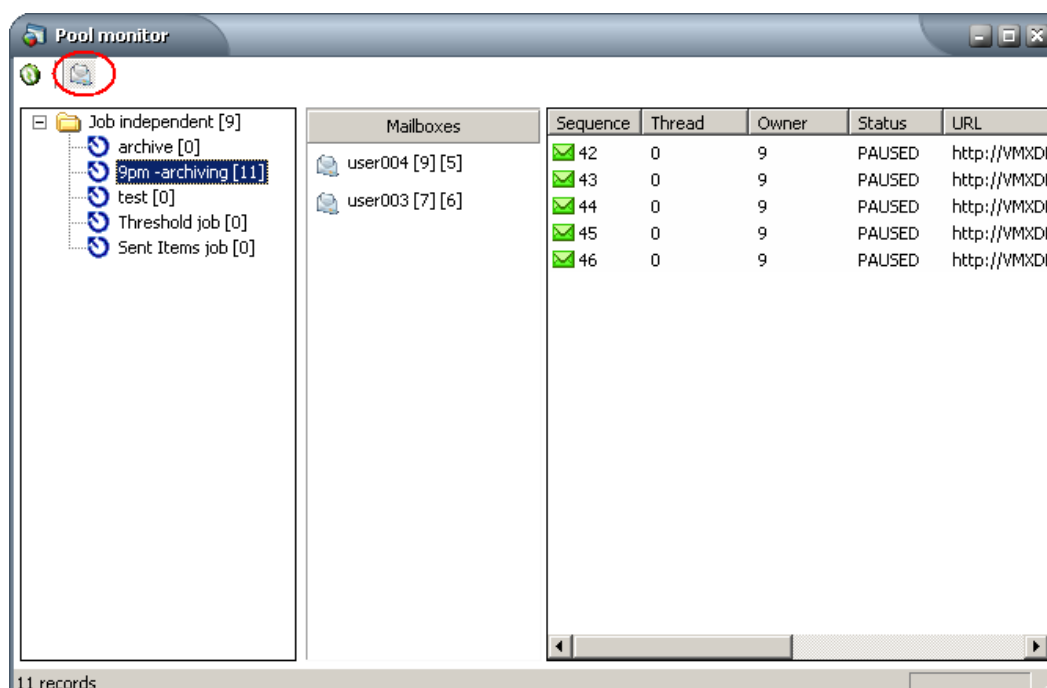 Pool monitor
Job independent [9]
archive [0]
9pm -archiving [11]
test [0]
Threshold job [0]
Sent Items job [0]
Mailboxes
user004 [9] [5]
user003 [7] [6]
Sequence Thread Owner Status URL
42 0 9 PAUSED http://VMXD
43 0 9 PAUSED http://VMXD
44 0 9 PAUSED http://VMXD
45 0 9 PAUSED http://VMXD
46 0 9 PAUSED http://VMXD
11 records